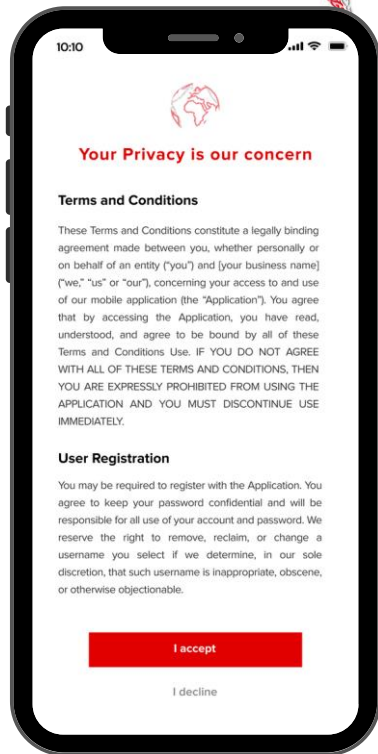 10:10
Your Privacy is our concern
Terms and Conditions
These Terms and Conditions constitute a legally binding
agreement made between you, whether personally or
on behalf of an entity (“you”) and [your business name]
(“we,” “us” or “our”), concerning your access to and use
of our mobile application (the “Application”). You agree
that by accessing the Application, you have read,
understood, and agree to be bound by all of these
Terms and Conditions Use. IF YOU DO NOT AGREE
WITH ALL OF THESE TERMS AND CONDITIONS, THEN
YOU ARE EXPRESSLY PROHIBITED FROM USING THE
APPLICATION AND YOU MUST DISCONTINUE USE
IMMEDIATELY.
User Registration
You may be required to register with the Application. You
agree to keep your password confidential and will be
responsible for all use of your account and password. We
reserve the right to remove, reclaim, or change a
username you select if we determine, in our sole
discretion, that such username is inappropriate, obscene,
or otherwise objectionable.
I accept
I decline